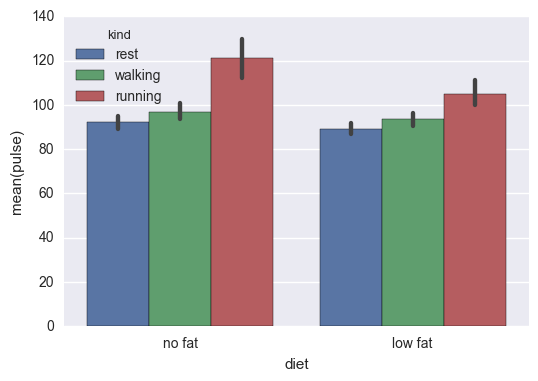 kind
rest
walking
running
140
120
100
80
60
40
20
0
mean(pulse)
no fat
low fat
diet